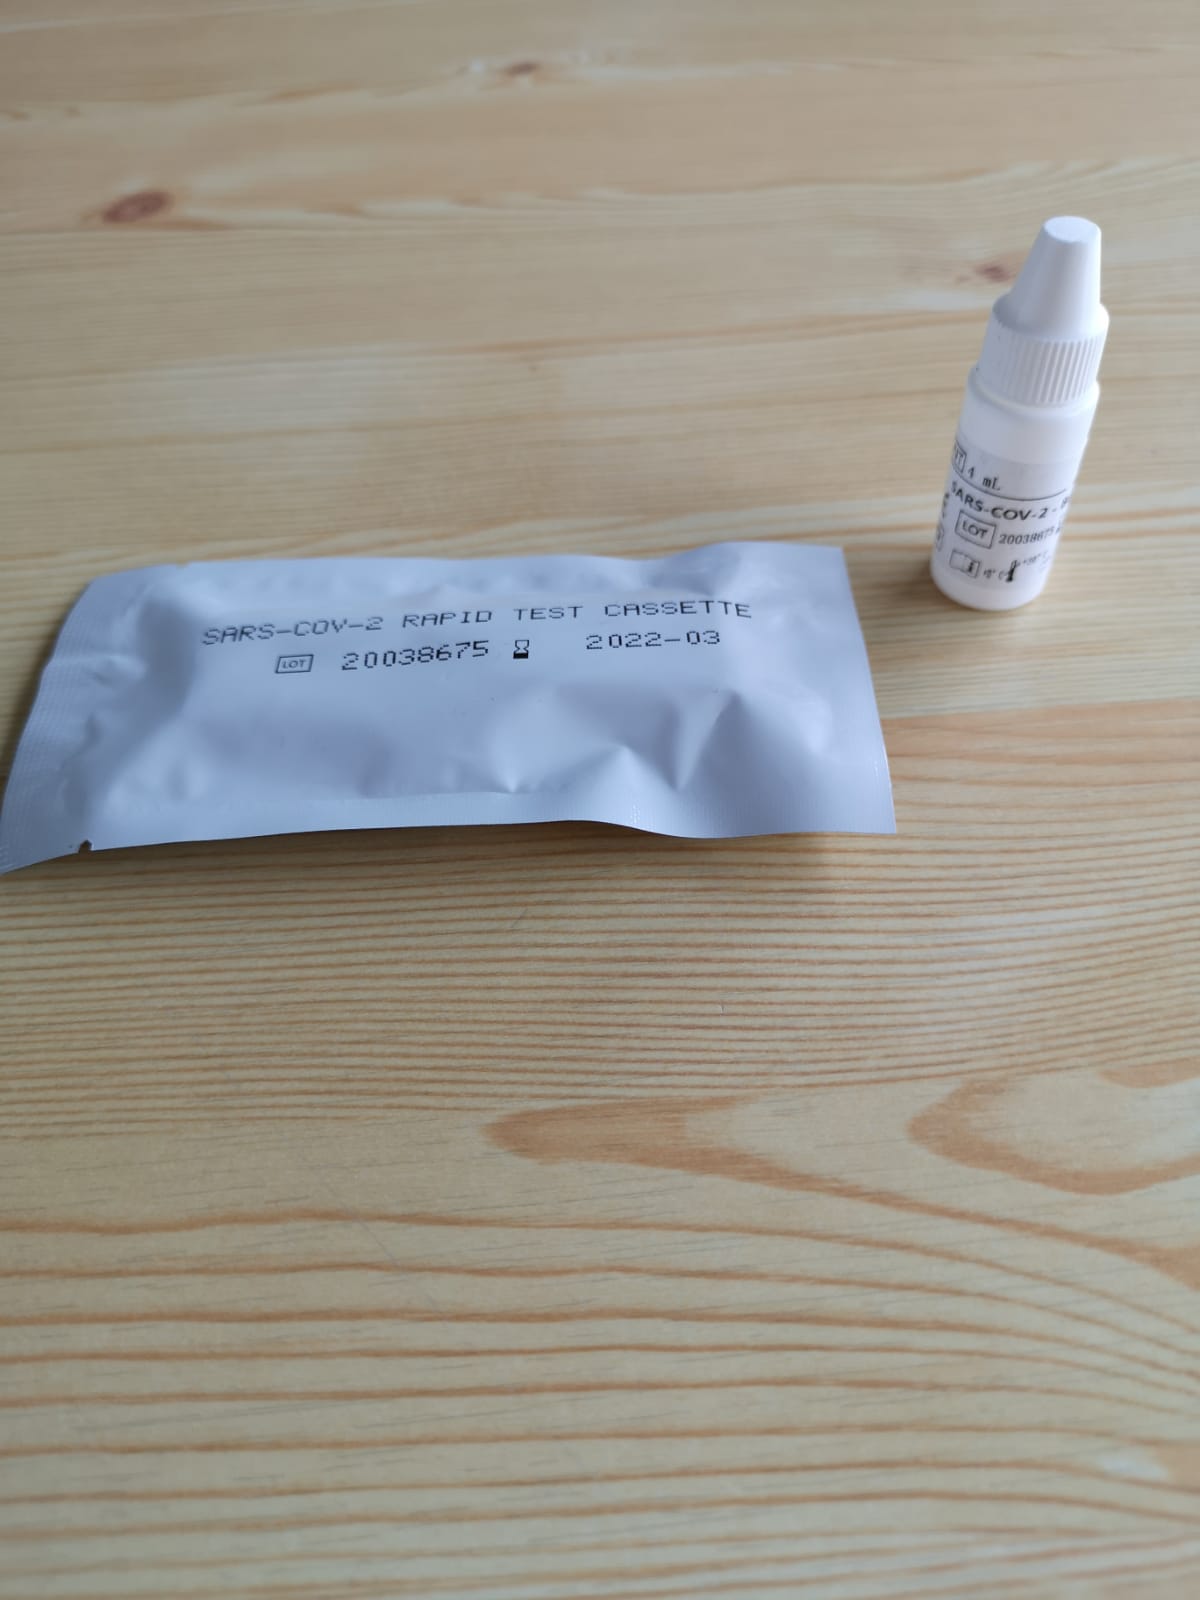 SARS-COV-2 RAPID TEST CASSETTE
LOT 20038675 2022-03
4 mL
SARS-COV-2 -
LOT 20038675